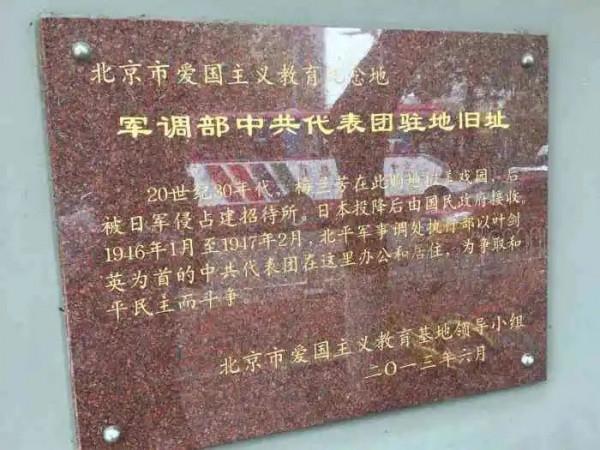 北京市爱国主义教育纪念地
军调部中共代表团驻地旧址
20世纪30年代，梅兰芳在此购地拟建戏园，后
被日军侵占建招待所。日本投降后由国民政府接收。
1946年1月至1947年2月，北平军事调处执行部以叶剑
英为首的中共代表团在这里办公和居住，为争取和
平民主而斗争
北京市爱国主义教育基地领导小组
二〇一三年六月